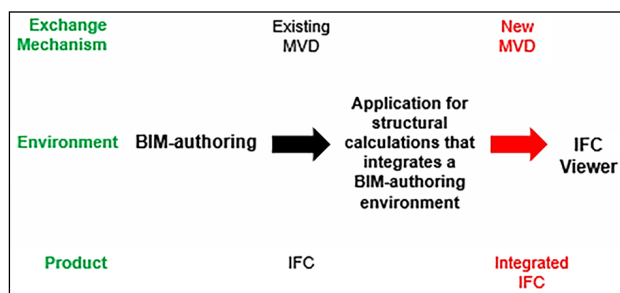 Exchange
Mechanism
Existing
MVD
New
MVD
Environment
BIM-authoring
Application for
structural
calculations that
integrates a
BIM-authoring
environment
IFC
Viewer
Product
IFC
Integrated
IFC